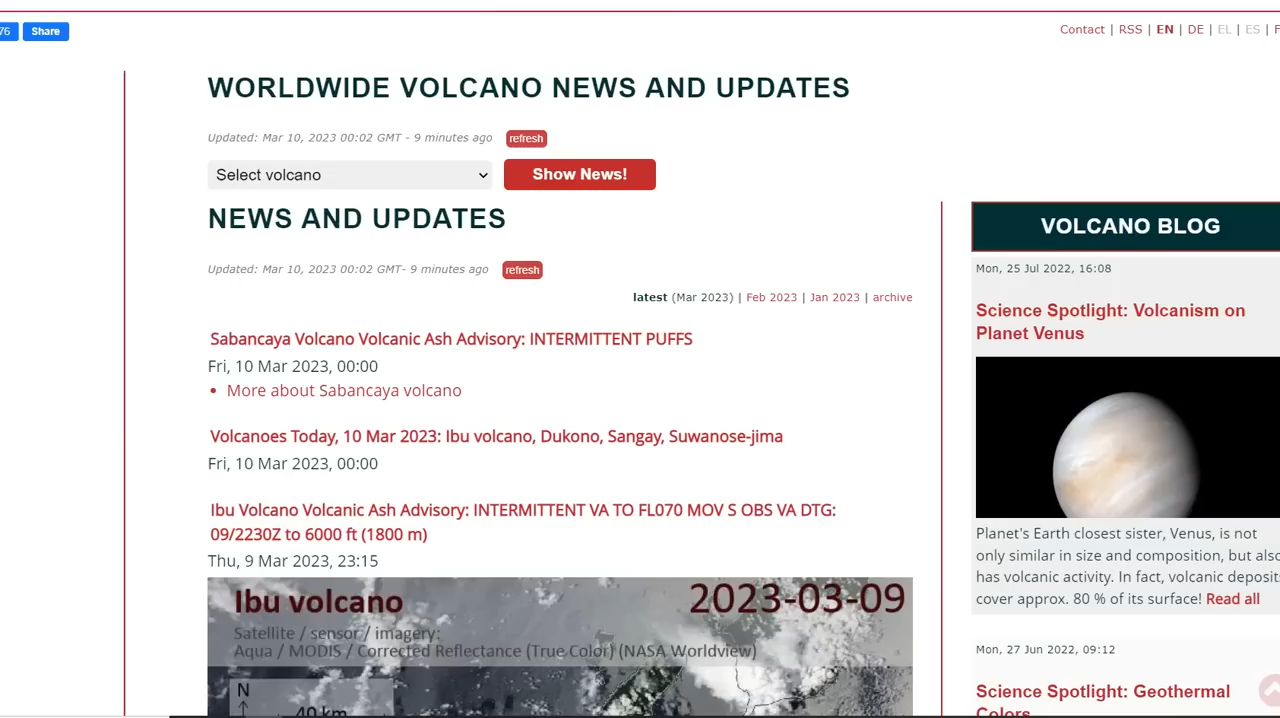 76 Share
Contact | RSS | EN | DE | EL | ES | F
WORLDWIDE VOLCANO NEWS AND UPDATES
Updated: Mar 10, 2023 00:02 GMT - 9 minutes ago refresh
Select volcano Show News!
NEWS AND UPDATES
Updated: Mar 10, 2023 00:02 GMT- 9 minutes ago refresh
latest (Mar 2023) | Feb 2023 | Jan 2023 | archive
Sabancaya Volcano Volcanic Ash Advisory: INTERMITTENT PUFFS
Fri, 10 Mar 2023, 00:00
• More about Sabancaya volcano
Volcanoes Today, 10 Mar 2023: Ibu volcano, Dukono, Sangay, Suwanose-jima
Fri, 10 Mar 2023, 00:00
Ibu Volcano Volcanic Ash Advisory: INTERMITTENT VA TO FL070 MOV S OBS VA DTG:
09/2230Z to 6000 ft (1800 m)
Thu, 9 Mar 2023, 23:15
Ibu volcano 2023-03-09
Satellite / sensor / imagery:
Aqua / MODIS / Corrected Reflectance (True Color) (NASA Worldview)
N
40 km
VOLCANO BLOG
Mon, 25 Jul 2022, 16:08
Science Spotlight: Volcanism on
Planet Venus
Planet's Earth closest sister, Venus, is not
only similar in size and composition, but also
has volcanic activity. In fact, volcanic deposit
cover approx. 80 % of its surface! Read all
Mon, 27 Jun 2022, 09:12
Science Spotlight: Geothermal
Colors